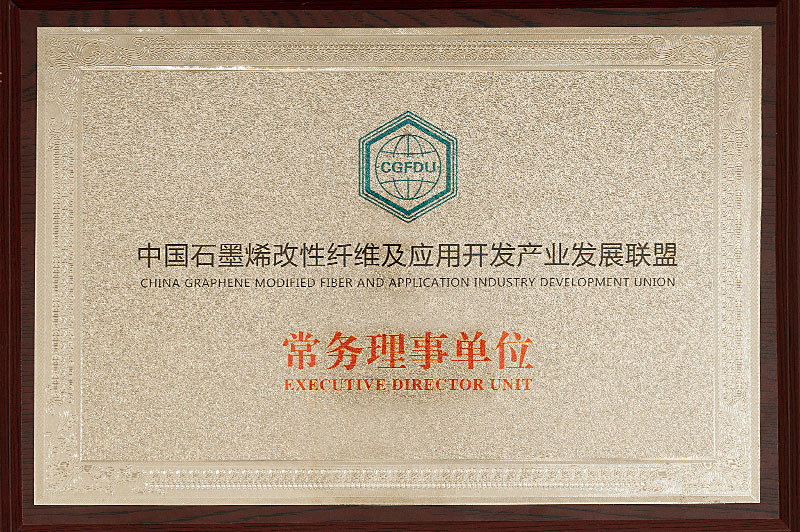 CGFDU
中国石墨烯改性纤维及应用开发产业发展联盟
CHINA GRAPHENE MODIFIED FIBER AND APPLICATION INDUSTRY DEVELOPMENT UNION
常务理事单位
EXECUTIVE DIRECTOR UNIT